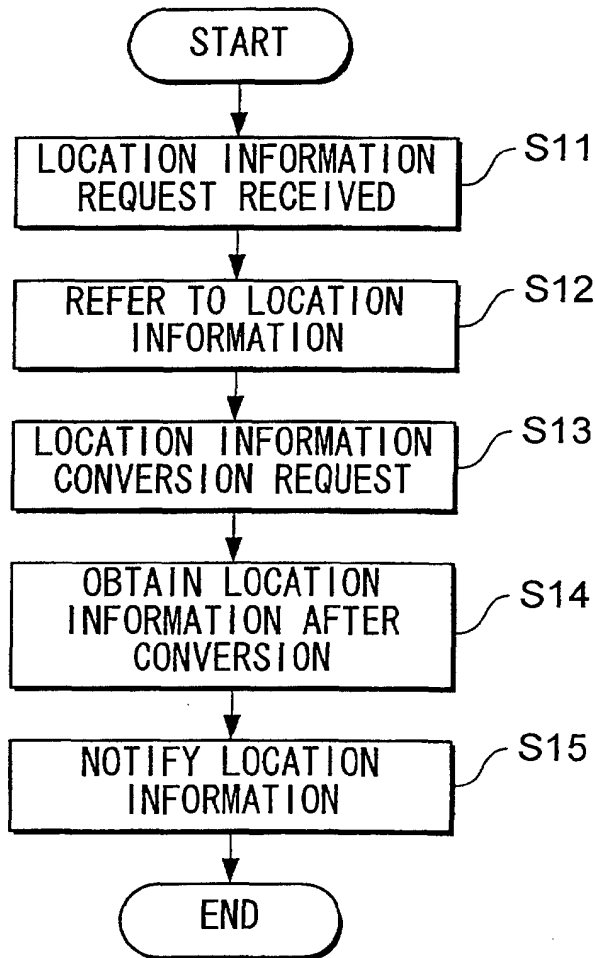 START
LOCATION INFORMATION
REQUEST RECEIVED
S11
REFER TO LOCATION
INFORMATION
S12
LOCATION INFORMATION
CONVERSION REQUEST
S13
OBTAIN LOCATION
INFORMATION AFTER
CONVERSION
S14
NOTIFY LOCATION
INFORMATION
S15
END